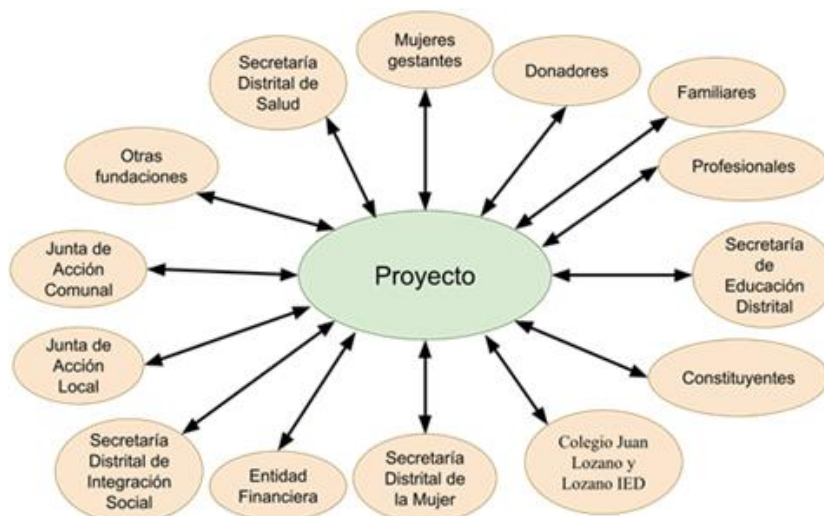 Mujeres
gestantes
Donadores
Familiares
Profesionales
Secretaría
de
Educación
Distrital
Constituyentes
Colegio Juan
Lozano y
Lozano IED
Secretaría
Distrital de
la Mujer
Entidad
Financiera
Secretaría
Distrital de
Integración
Social
Junta de
Acción
Local
Junta de
Acción
Comunal
Otras
fundaciones
Secretaría
Distrital de
Salud
Proyecto